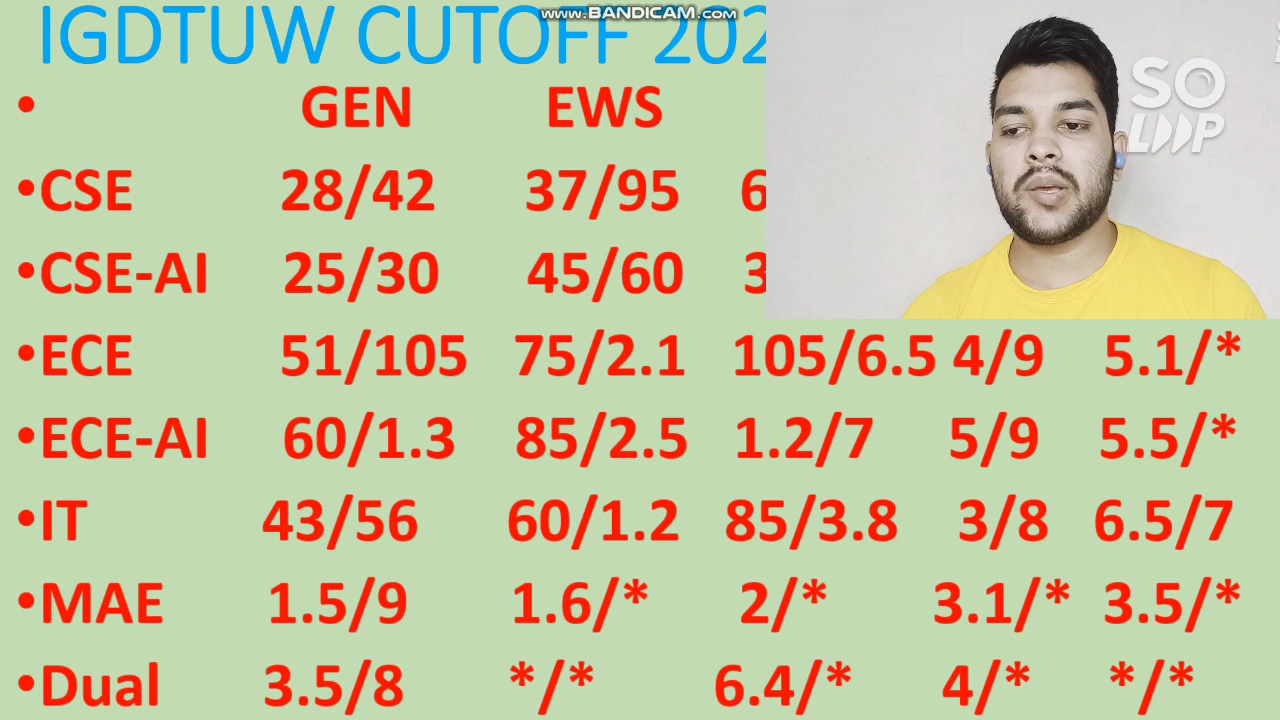 www.BANDICAM.com
IGDTUW CUTOFF 202
SO
LOOP
• GEN EWS
•CSE 28/42 37/95 6
•CSE-AI 25/30 45/60 3
•ECE 51/105 75/2.1 105/6.5 4/9 5.1/*
•ECE-AI 60/1.3 85/2.5 1.2/7 5/9 5.5/*
•IT 43/56 60/1.2 85/3.8 3/8 6.5/7
•MAE 1.5/9 1.6/* 2/* 3.1/* 3.5/*
•Dual 3.5/8 */* 6.4/* 4/* */*